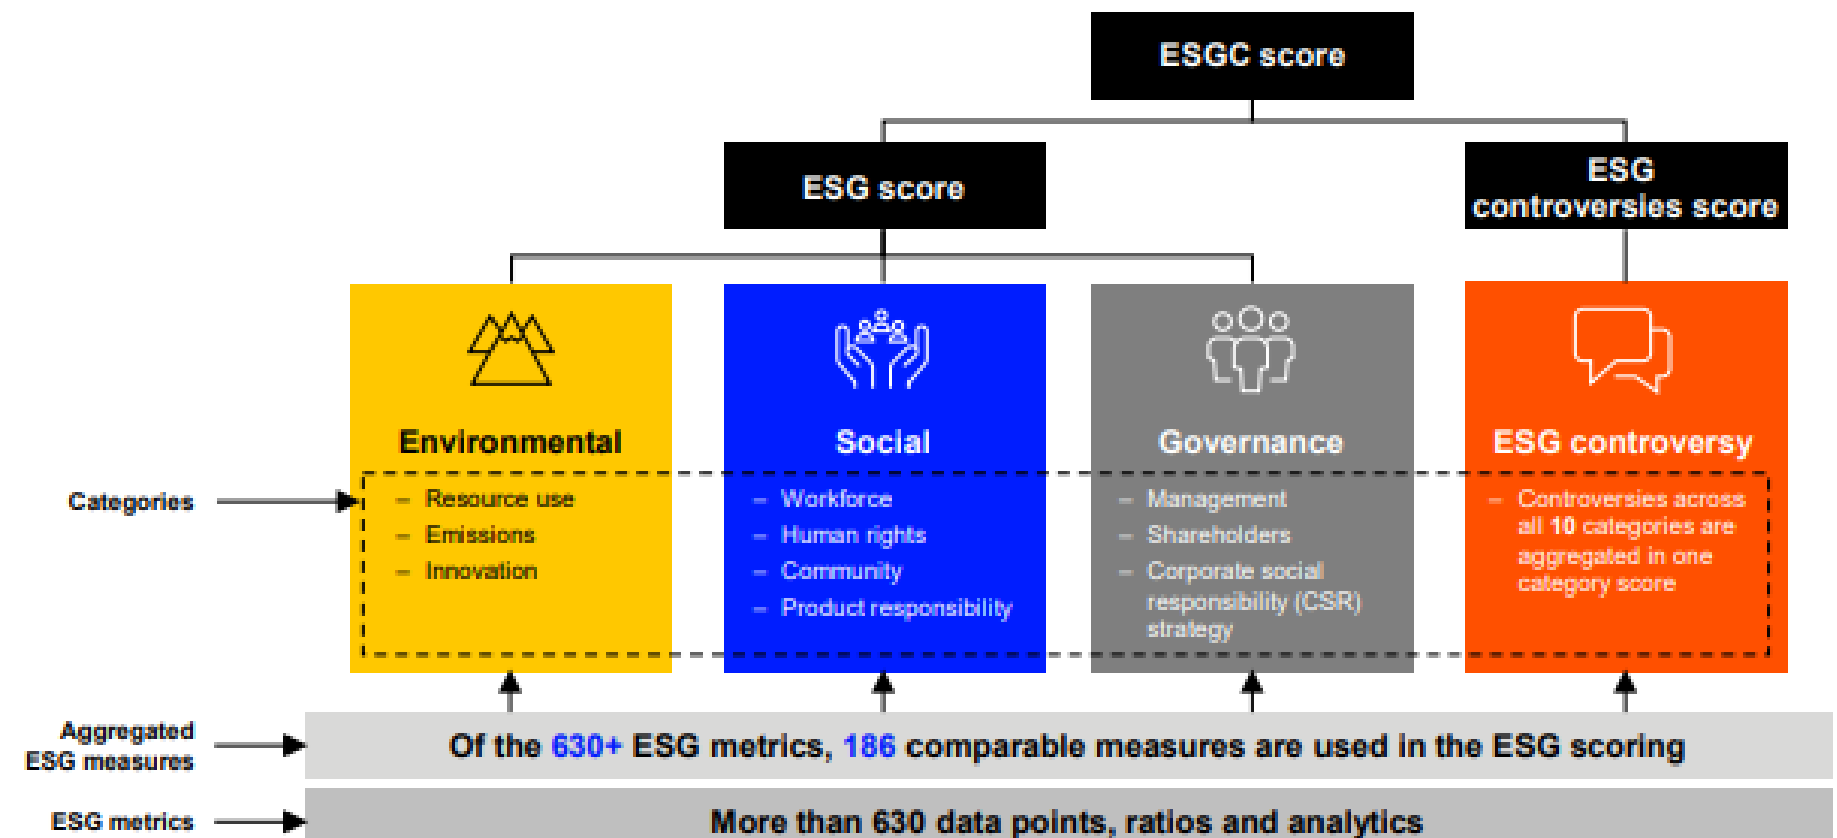 ESGC score
ESG score
ESG
controversies score
Environmental
Social
Governance
ESG controversy
Categories
– Resource use
– Emissions
– Innovation
– Workforce
– Human rights
– Community
– Product responsibility
– Management
– Shareholders
– Corporate social
responsibility (CSR)
strategy
– Controversies across
all 10 categories are
aggregated in one
category score
Aggregated
ESG measures
Of the 630+ ESG metrics, 186 comparable measures are used in the ESG scoring
ESG metrics
More than 630 data points, ratios and analytics